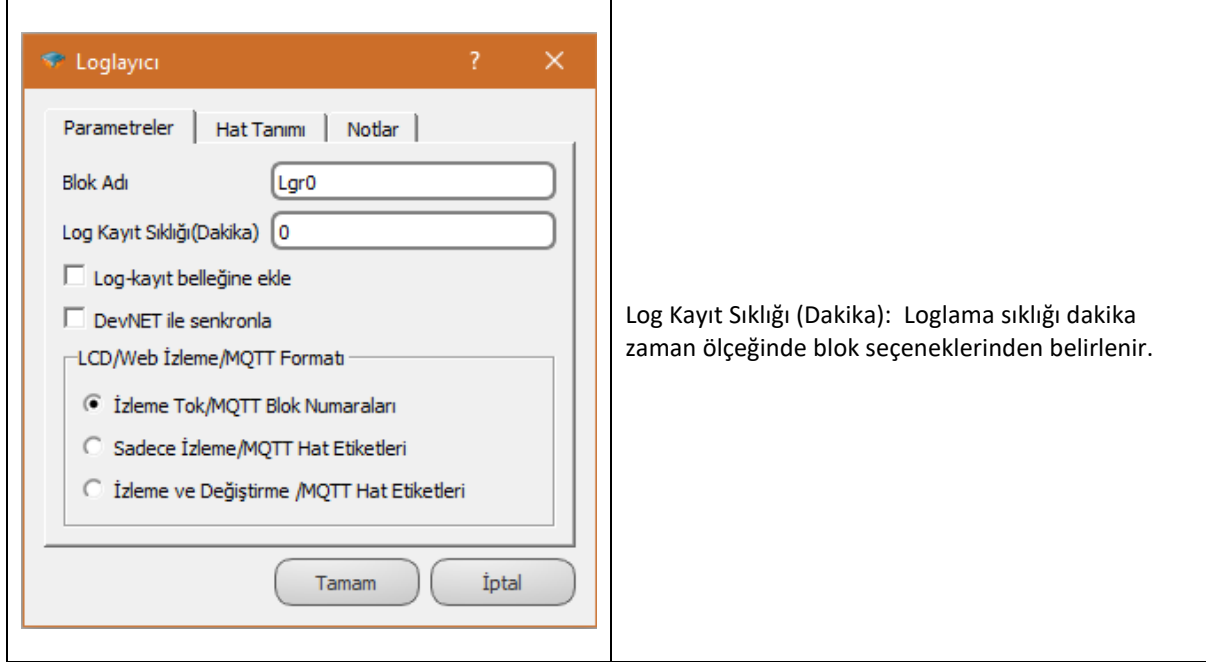 Loglayıcı
Parametreler Hat Tanımı Notlar
Blok Adı Lgr0
Log Kayıt Sıklığı(Dakika) 0
Log-kayıt belleğine ekle
DevNET ile senkronla
LCD/Web İzleme/MQTT Formatı
İzleme Tok/MQTT Blok Numaraları
Sadece İzleme/MQTT Hat Etiketleri
İzleme ve Değiştirme /MQTT Hat Etiketleri
Tamam İptal
Log Kayıt Sıklığı (Dakika): Loglama sıklığı dakika
zaman ölçeğinde blok seçeneklerinden belirlenir.